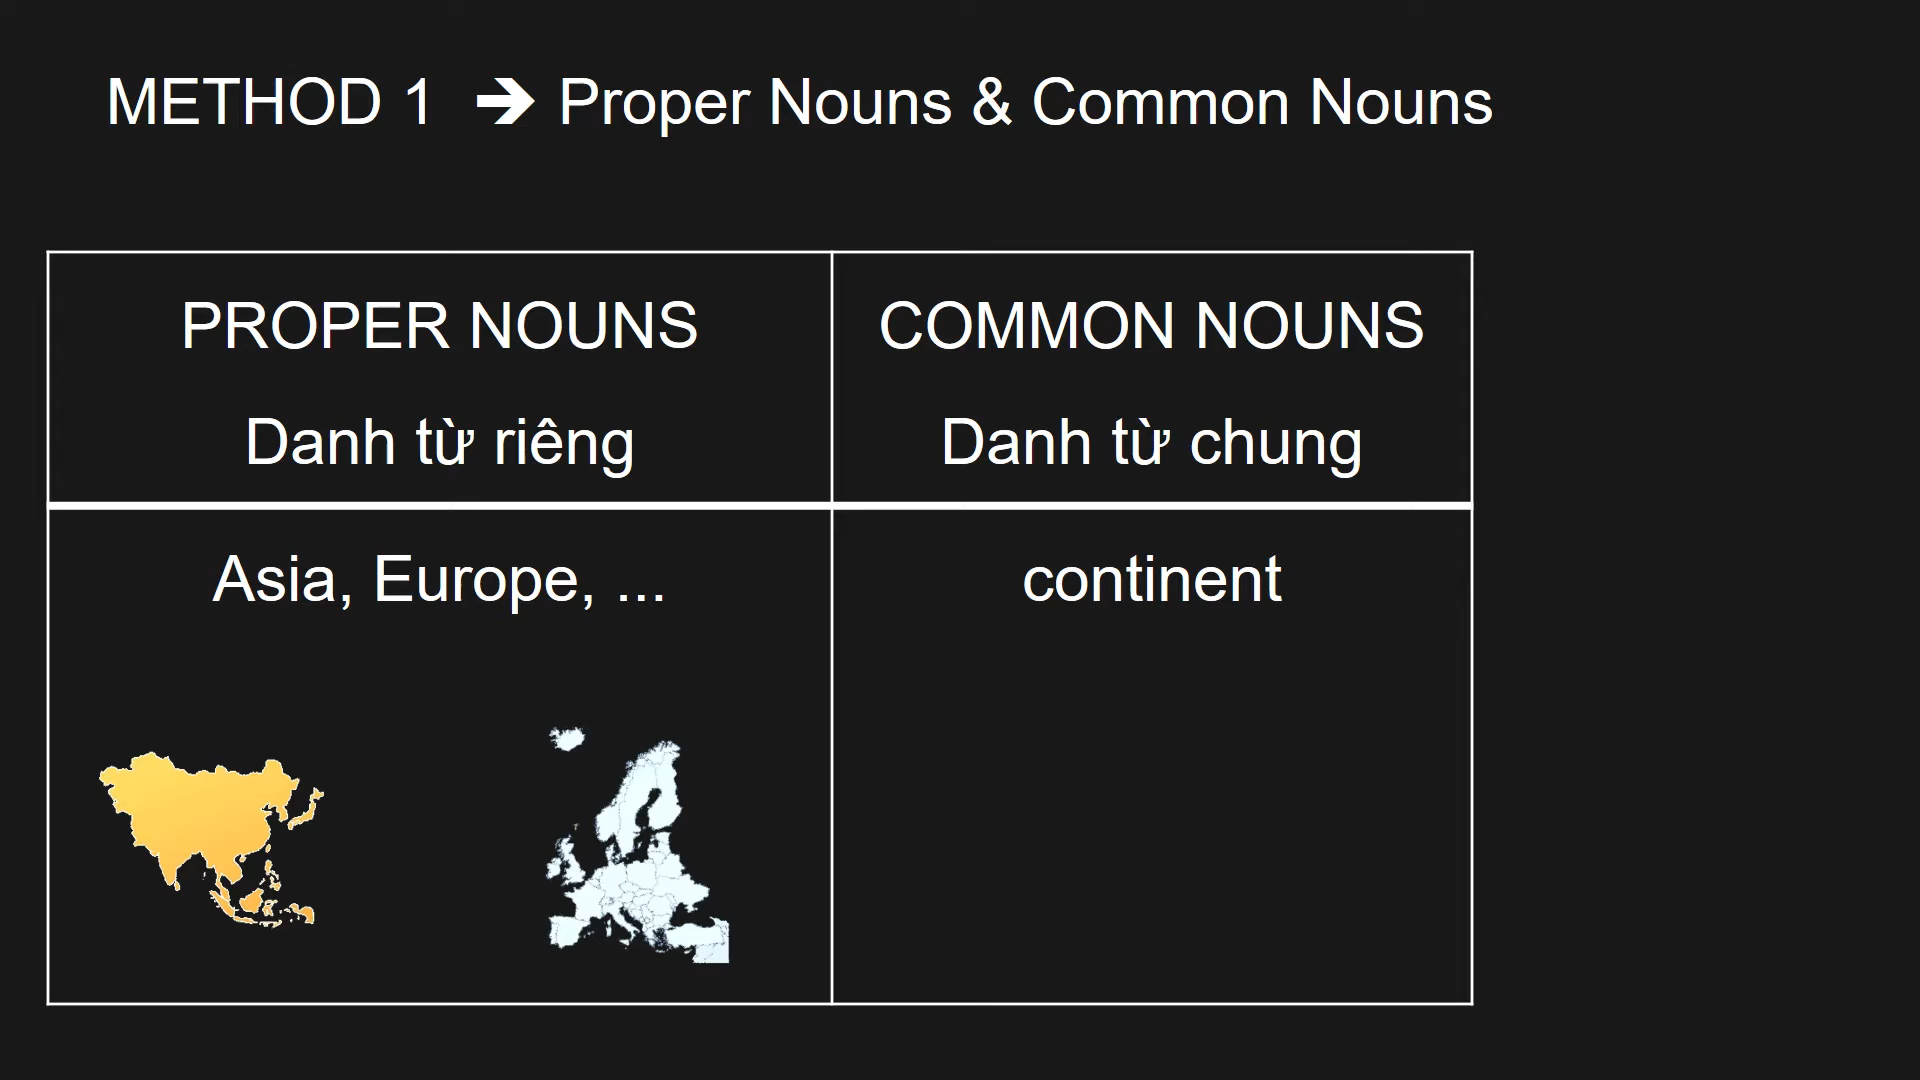 METHOD 1 🡺 Proper Nouns & Common Nouns
PROPER NOUNS
Danh từ riêng
COMMON NOUNS
Danh từ chung
Asia, Europe, ...
continent